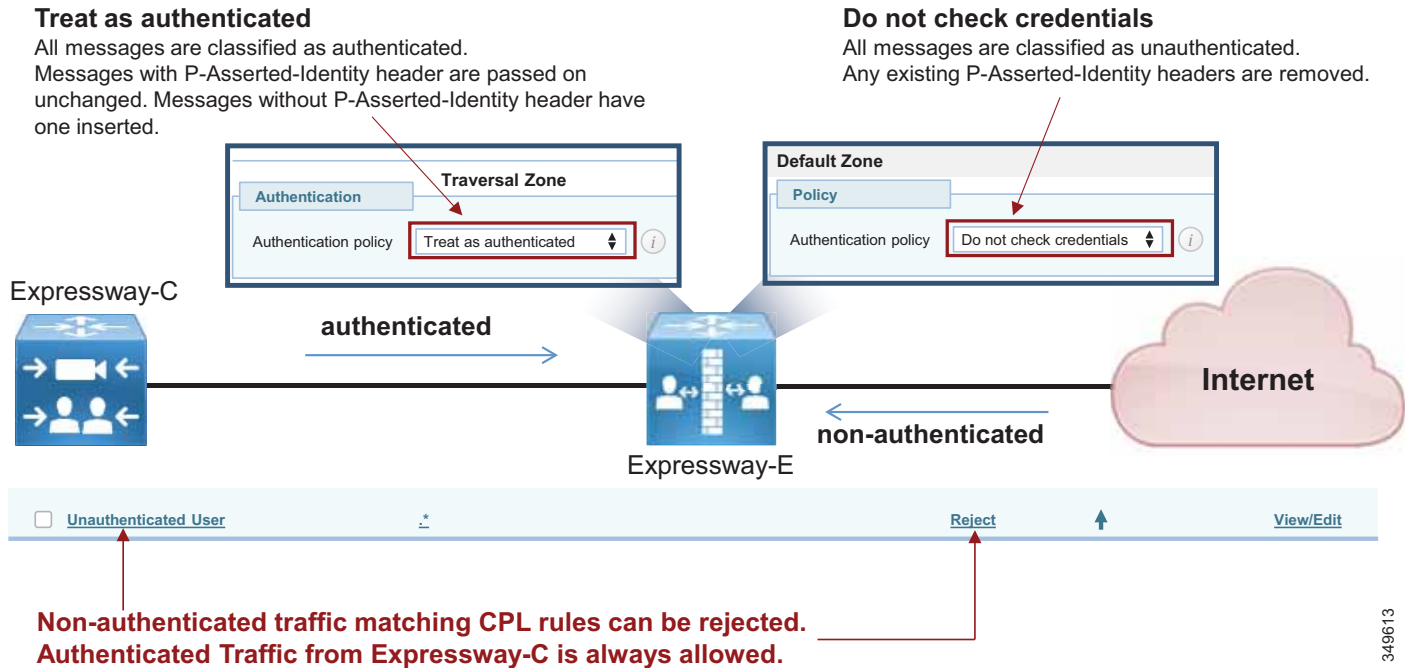 Treat as authenticated
All messages are classified as authenticated.
Messages with P-Asserted-Identity header are passed on
unchanged. Messages without P-Asserted-Identity header have
one inserted.
Do not check credentials
All messages are classified as unauthenticated.
Any existing P-Asserted-Identity headers are removed.
Traversal Zone
Authentication
Authentication policy
Treat as authenticated
i
Default Zone
Policy
Authentication policy
Do not check credentials
i
Expressway-C
authenticated
Expressway-E
non-authenticated
Internet
Unauthenticated User
.*
Reject
View/Edit
Non-authenticated traffic matching CPL rules can be rejected.
Authenticated Traffic from Expressway-C is always allowed.
349613